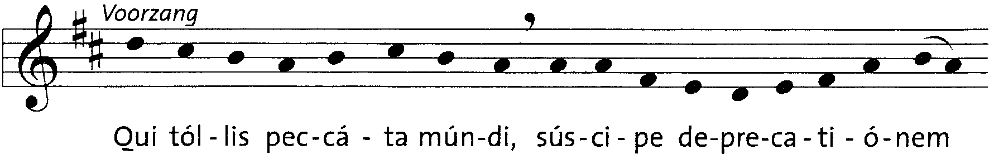 Voorzang
Qui tól - lis pec-cá - ta mún-di, sús-ci - pe de-pre-ca - ti - ó-nem